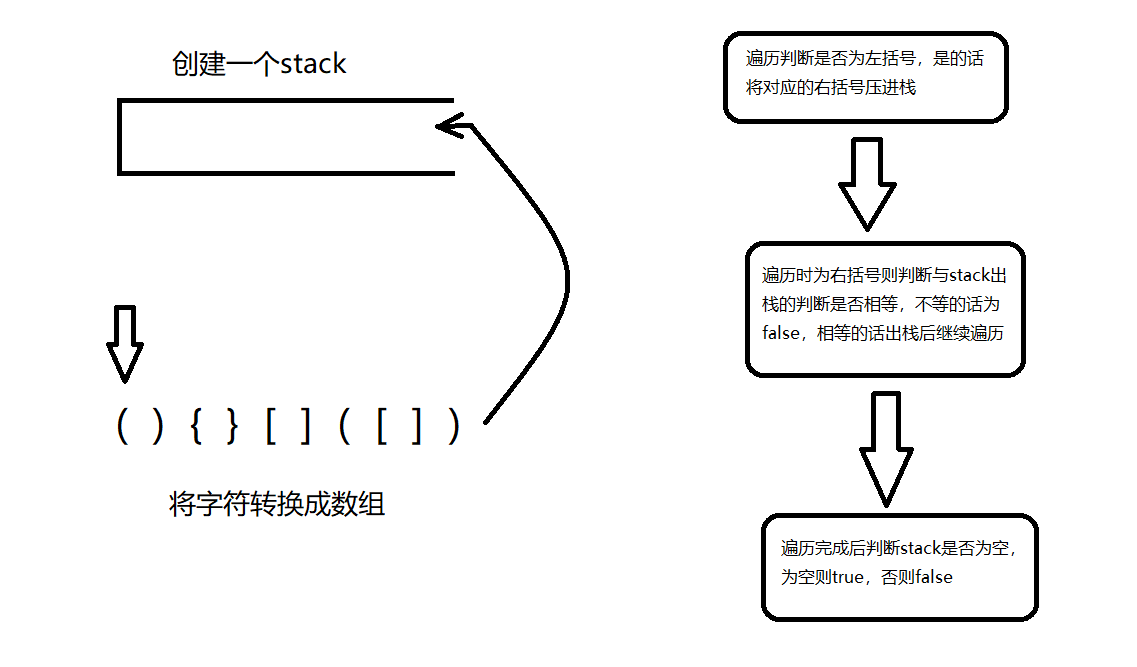 创建一个stack
( ) { } [ ] ( [ ] )
将字符转换成数组
遍历判断是否为左括号，是的话
将对应的右括号压进栈
遍历时为右括号则判断与stack出
栈的判断是否相等，不等的话为
false，相等的话出栈后继续遍历
遍历完成后判断stack是否为空，
为空则true，否则false